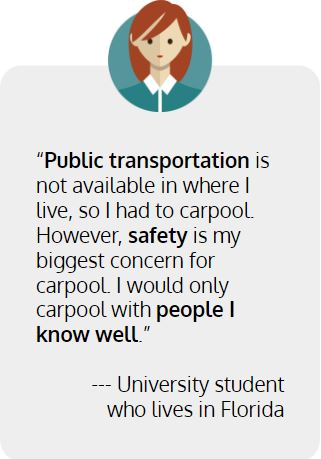 “Public transportation is
not available in where I
live, so I had to carpool.
However, safety is my
biggest concern for
carpool. I would only
carpool with people I
know well.”
--- University student
who lives in Florida